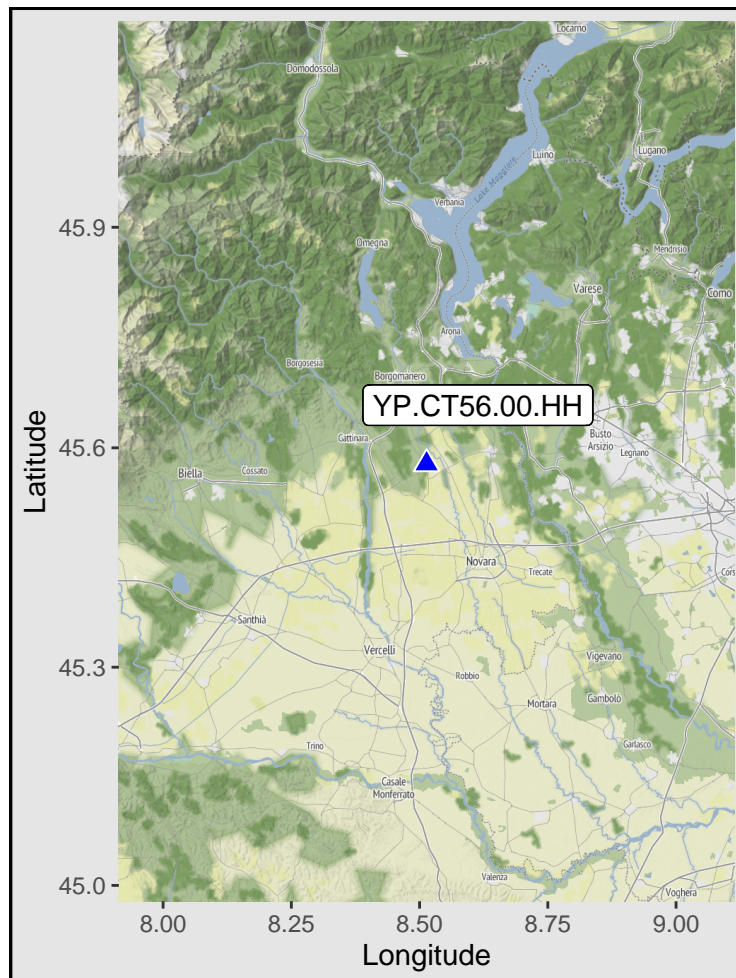 Locarno
Domodossola
Lugano
Luino
Lake Maggiore
Verbania
45.9
Omegna
Mendrisio
Varese
Como
Arona
Borgosesia
Borgomanero
YP.CT56.00.HH
45.6
Gattinara
Busto
Arsizio
Legnano
Biella
Cossato
Latitude
Novara
Trecate
Cors
Santhià
Vercelli
Vigevano
45.3
Robbio
Gambolò
Mortara
Garlasco
Trino
Casale
Monferrato
Valenza
Voghera
45.0
8.00 8.25 8.50 8.75 9.00
Longitude